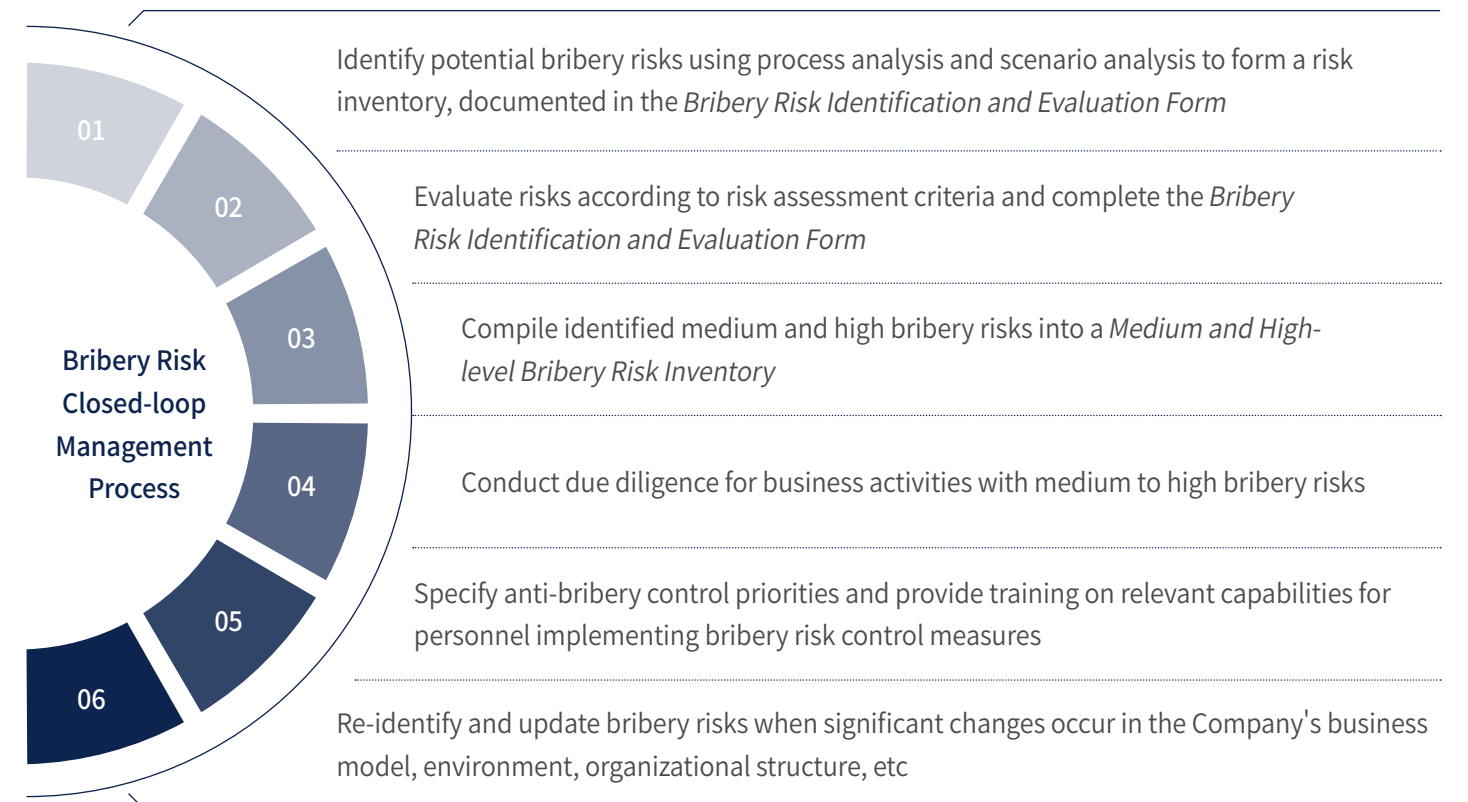 01
Identify potential bribery risks using process analysis and scenario analysis to form a risk
inventory, documented in the Bribery Risk Identification and Evaluation Form
02
Evaluate risks according to risk assessment criteria and complete the Bribery
Risk Identification and Evaluation Form
03
Compile identified medium and high bribery risks into a Medium and High-
level Bribery Risk Inventory
Bribery Risk
Closed-loop
Management
Process
04
Conduct due diligence for business activities with medium to high bribery risks
05
Specify anti-bribery control priorities and provide training on relevant capabilities for
personnel implementing bribery risk control measures
06
Re-identify and update bribery risks when significant changes occur in the Company's business
model, environment, organizational structure, etc